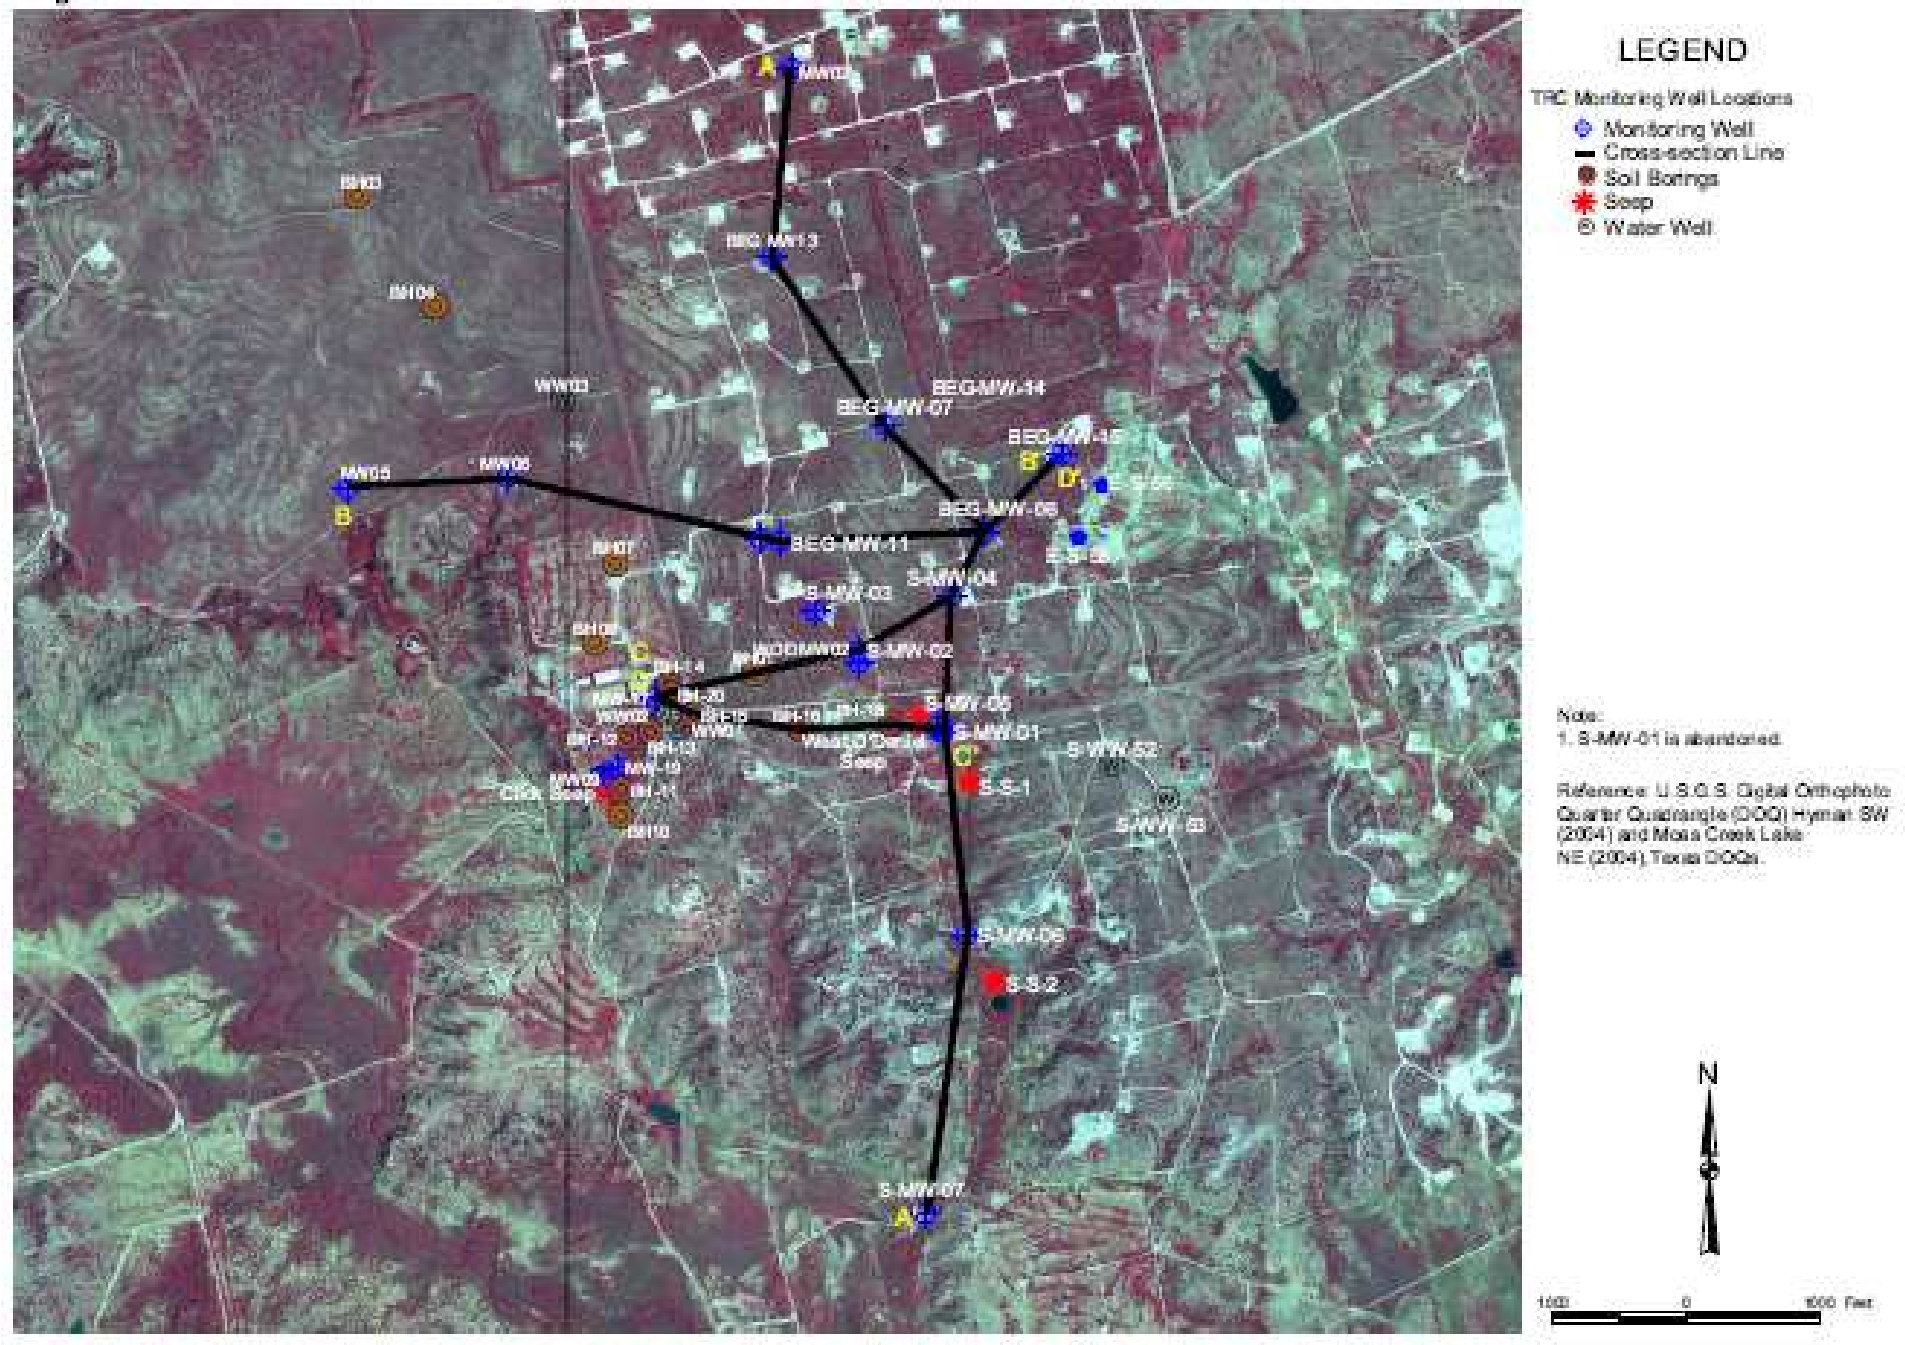 LEGEND
TRC Monitoring Well Locations
Monitoring Well
Cross-section Line
Soil Borings
Seep
Water Well
A
BH03
BEG MW13
BH04
WW03
BEG-MW-14
BEG-MW-07
BEG-MW-15
B'
D'
MW05
MW06
B
BEG-MW-06
BEG-MW-11
BH07
S-MW-04
S-MW-03
C
WDDMW02
S-MW-02
BH-14
BH-20
BH-15
BH-16
BH-18
S-MW-05
S-MW-01
Seep
C'
BH-12
BH-13
MW-19
BH-11
BH10
S-S-1
S-WW-52
S-WW-53
S-MW-06
S-S-2
S-MW-07
A'
Note:
1. S-MW-01 is abandoned.
Reference: U.S.G.S. Digital Orthophoto
Quarter Quadrangle (DOQ) Hyman SW
(2004) and Moss Creek Lake
NE (2004), Texas DOQs.
N
1000 0 1000 Feet